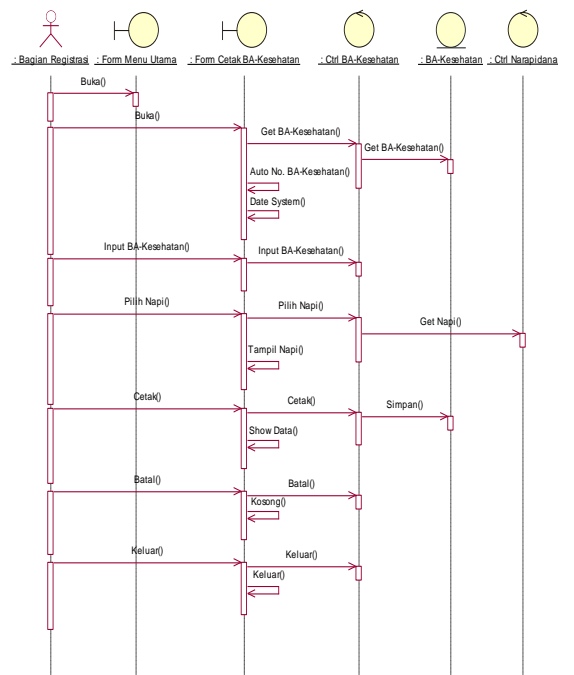 : Bagian Registrasi : Form Menu Utama : Form Cetak BA-Kesehatan : Ctrl BA-Kesehatan : BA-Kesehatan : Ctrl Narapidana
Buka()
Buka()
Get BA-Kesehatan()
Get BA-Kesehatan()
Auto No. BA-Kesehatan()
Date System()
Input BA-Kesehatan()
Input BA-Kesehatan()
Pilih Napi()
Pilih Napi()
Get Napi()
Tampil Napi()
Cetak()
Cetak()
Simpan()
Show Data()
Batal()
Batal()
Kosong()
Keluar()
Keluar()
Keluar()